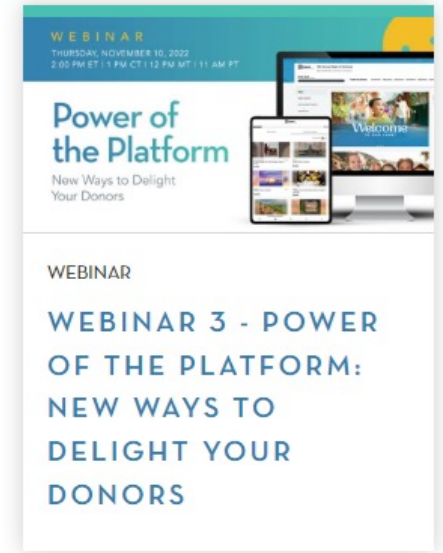 WEBINAR
THURSDAY, NOVEMBER 10, 2022
2:00 PM ET | 1 PM CT | 12 PM MT | 11 AM PT
Power of
the Platform
New Ways to Delight
Your Donors
Welcome
WEBINAR
WEBINAR 3 - POWER
OF THE PLATFORM:
NEW WAYS TO
DELIGHT YOUR
DONORS